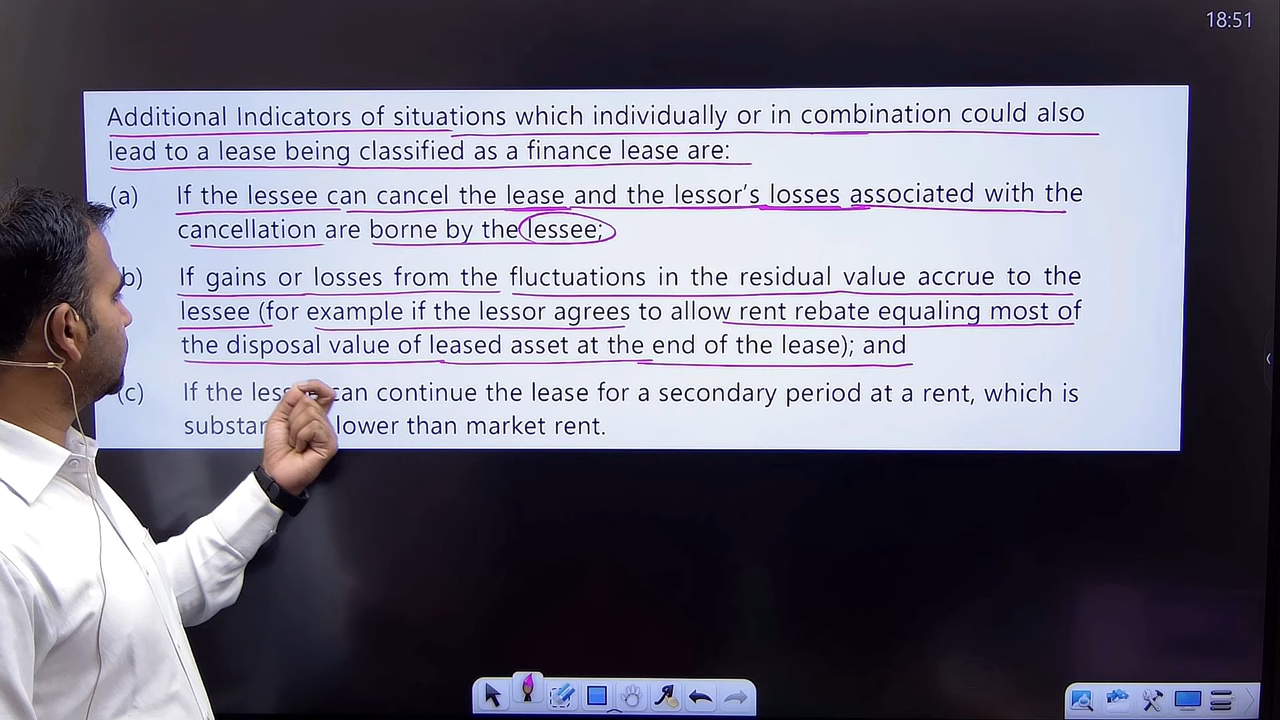 18:51
Additional Indicators of situations which individually or in combination could also
lead to a lease being classified as a finance lease are:
(a) If the lessee can cancel the lease and the lessor's losses associated with the
cancellation are borne by the lessee;
b) If gains or losses from the fluctuations in the residual value accrue to the
lessee (for example if the lessor agrees to allow rent rebate equaling most of
the disposal value of leased asset at the end of the lease); and
(c) If the can continue the lease for a secondary period at a rent, which is
lower than market rent.